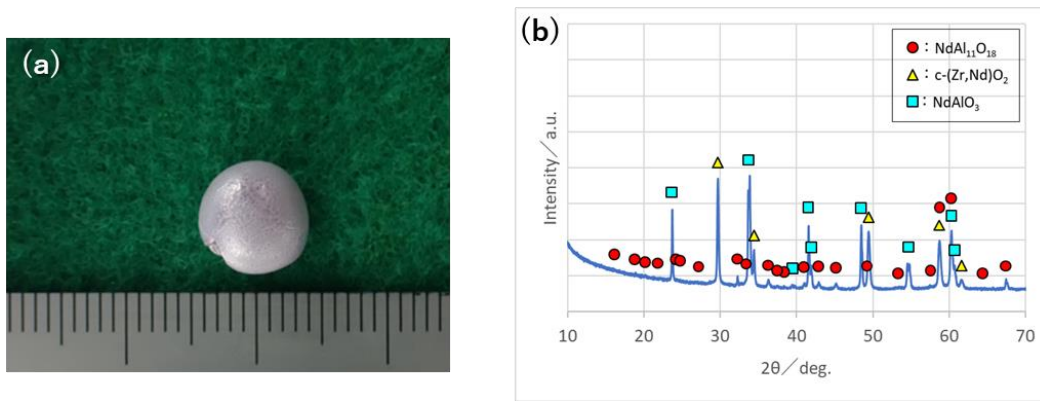 (a)
(b)
●：NdAl₁₁O₁₈
▲：c-(Zr,Nd)O₂
■：NdAlO₃
Intensity／a.u.
10 20 30 40 50 60 70
2θ／deg.